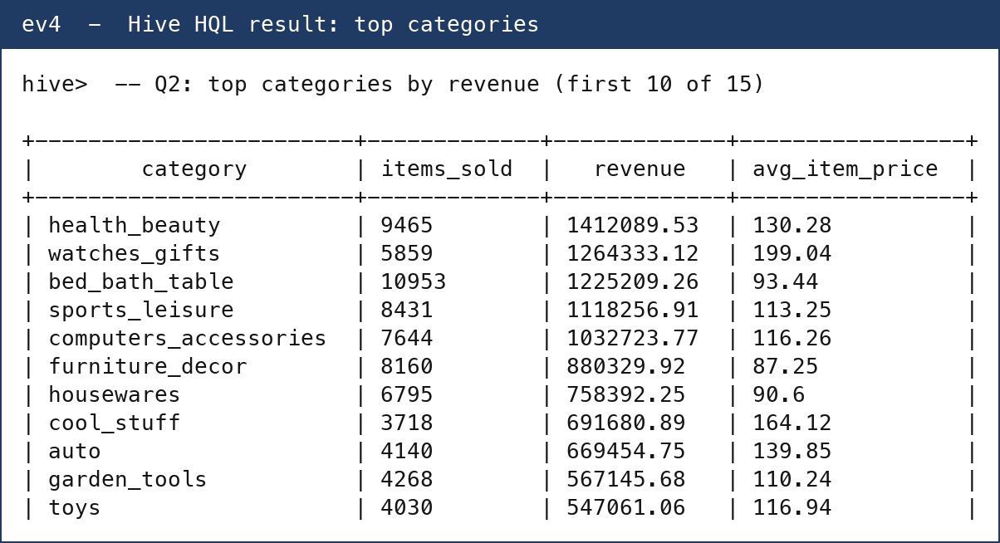 ev4  –  Hive HQL result: top categories
hive>  -- Q2: top categories by revenue (first 10 of 15)
+------------------------+-------------+-------------+-----------------+
|        category        | items_sold  |   revenue   | avg_item_price  |
+------------------------+-------------+-------------+-----------------+
| health_beauty          | 9465        | 1412089.53  | 130.28          |
| watches_gifts          | 5859        | 1264333.12  | 199.04          |
| bed_bath_table         | 10953       | 1225209.26  | 93.44           |
| sports_leisure         | 8431        | 1118256.91  | 113.25          |
| computers_accessories  | 7644        | 1032723.77  | 116.26          |
| furniture_decor        | 8160        | 880329.92   | 87.25           |
| housewares             | 6795        | 758392.25   | 90.6            |
| cool_stuff             | 3718        | 691680.89   | 164.12          |
| auto                   | 4140        | 669454.75   | 139.85          |
| garden_tools           | 4268        | 567145.68   | 110.24          |
| toys                   | 4030        | 547061.06   | 116.94          |